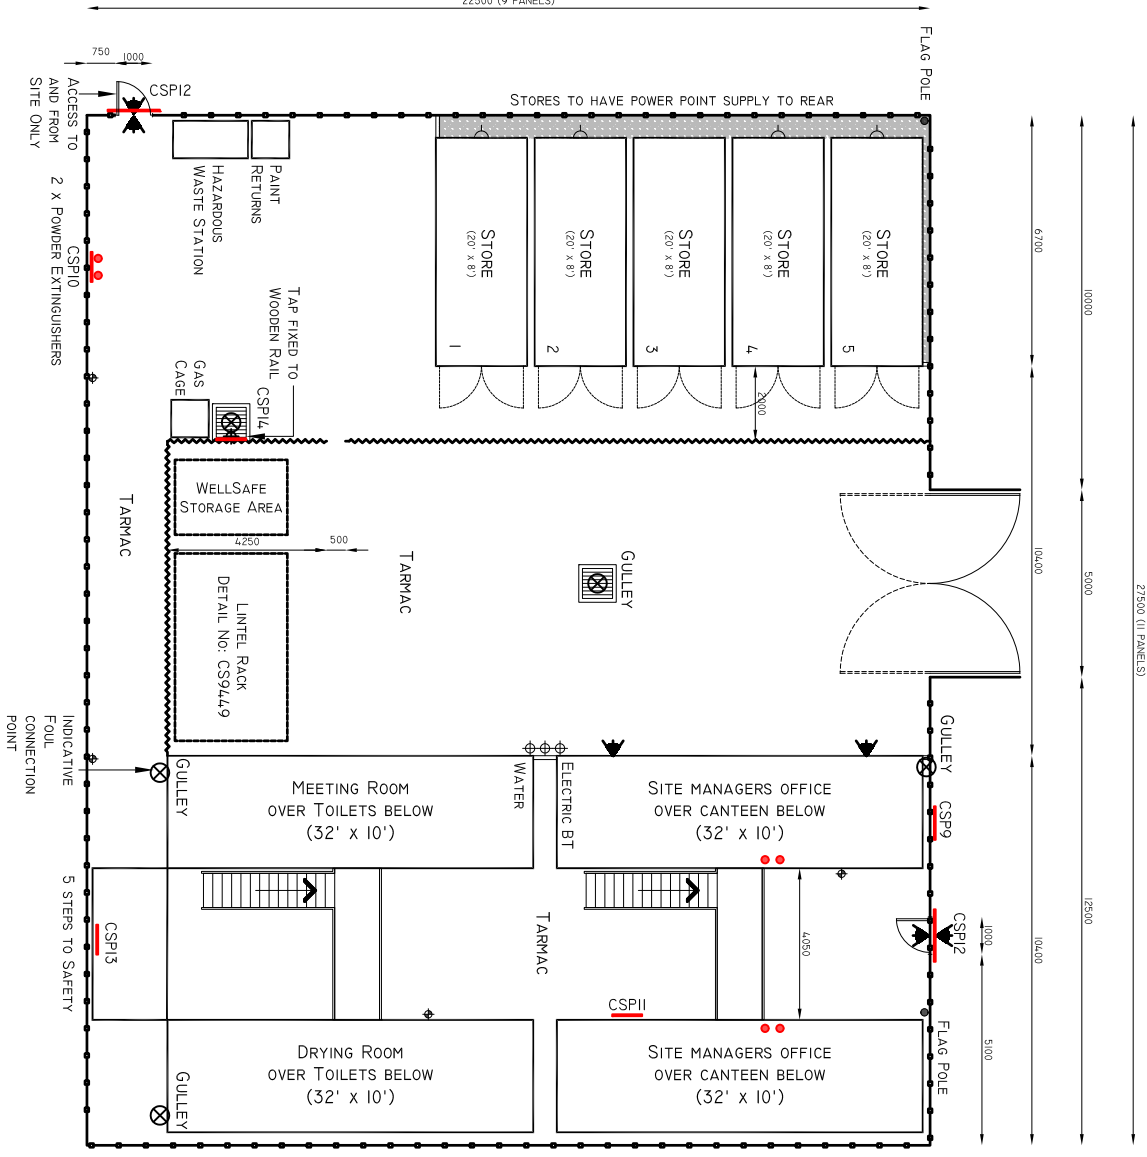 22500 (9 PANELS)
FLAG POLE
750
1000
CSP12
ACCESS TO
AND FROM
SITE ONLY
STORES TO HAVE POWER POINT SUPPLY TO REAR
PAINT
RETURNS
HAZARDOUS
WASTE STATION
2 X POWDER EXTINGUISHERS
CSP10
STORE
(20' X 8')
1
STORE
(20' X 8')
2
STORE
(20' X 8')
3
STORE
(20' X 8')
4
STORE
(20' X 8')
5
6700
10000
TAP FIXED TO
WOODEN RAIL
GAS
CAGE
CSP14
2000
WELLSAFE
STORAGE AREA
TARMAC
4250
500
TARMAC
GULLEY
LINTEL RACK
DETAIL NO: CS9449
10400
5000
27500 (11 PANELS)
INDICATIVE
FOUL
CONNECTION
POINT
GULLEY
GULLEY
MEETING ROOM
OVER TOILETS BELOW
(32' X 10')
WATER
ELECTRIC BT
SITE MANAGERS OFFICE
OVER CANTEEN BELOW
(32' X 10')
CSP9
5 STEPS TO SAFETY
CSP13
TARMAC
4050
CSP12
1000
10400
12500
CSP11
5100
DRYING ROOM
OVER TOILETS BELOW
(32' X 10')
SITE MANAGERS OFFICE
OVER CANTEEN BELOW
(32' X 10')
FLAG POLE
GULLEY